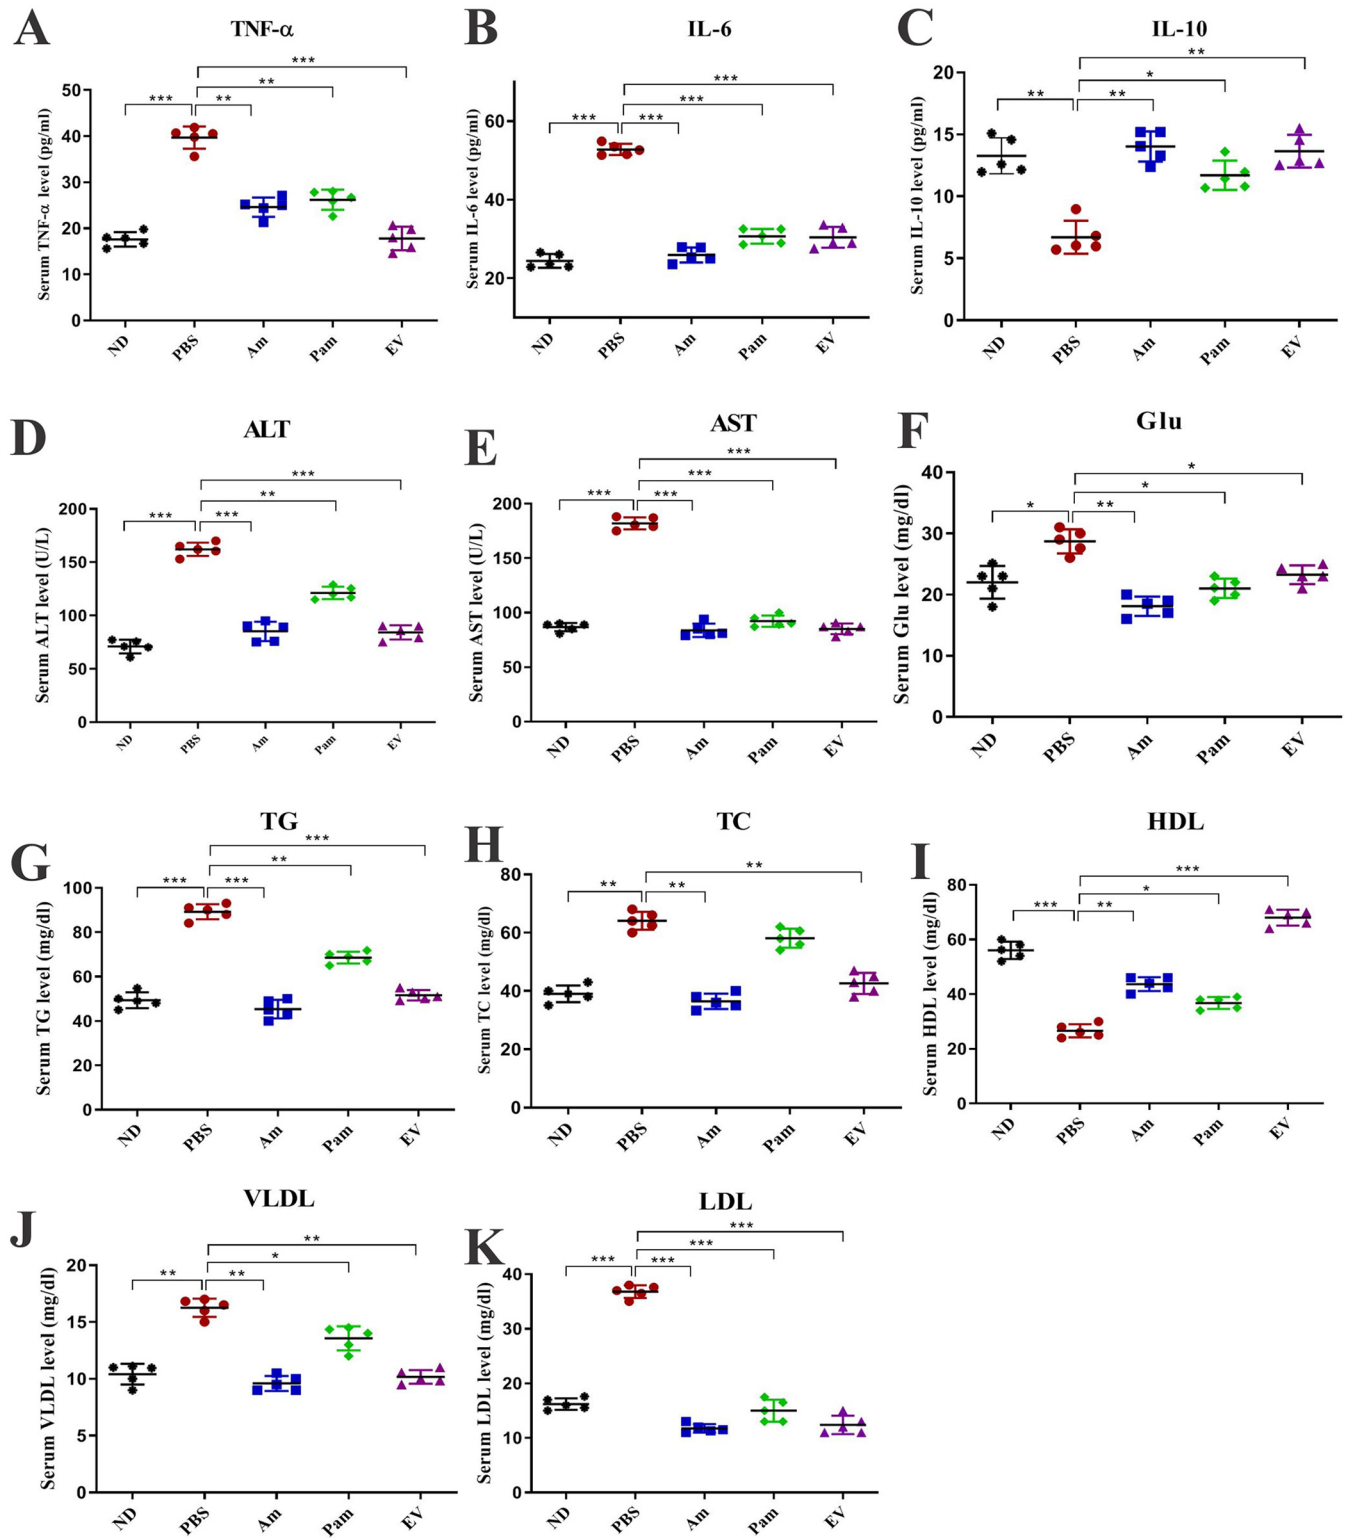 A
TNF-α
***
**
***
**
Serum TNF-α level (pg/ml)
50
40
30
20
10
0
ND
PBS
Am
Pam
EV
B
IL-6
***
***
***
***
Serum IL-6 level (pg/ml)
60
40
20
ND
PBS
Am
Pam
EV
C
IL-10
**
*
**
**
Serum IL-10 level (pg/ml)
20
15
10
5
0
ND
PBS
Am
Pam
EV
D
ALT
***
**
***
***
Serum ALT level (U/L)
200
150
100
50
0
ND
PBS
Am
Pam
EV
E
AST
***
***
***
***
Serum AST level (U/L)
200
150
100
50
0
ND
PBS
Am
Pam
EV
F
Glu
*
*
*
**
Serum Glu level (mg/dl)
40
30
20
10
0
ND
PBS
Am
Pam
EV
G
TG
***
**
***
***
Serum TG level (mg/dl)
100
80
60
40
20
0
ND
PBS
Am
Pam
EV
H
TC
**
**
**
Serum TC level (mg/dl)
80
60
40
20
0
ND
PBS
Am
Pam
EV
I
HDL
***
*
***
**
Serum HDL level (mg/dl)
80
60
40
20
0
ND
PBS
Am
Pam
EV
J
VLDL
**
*
**
**
Serum VLDL level (mg/dl)
20
15
10
5
0
ND
PBS
Am
Pam
EV
K
LDL
***
***
***
***
Serum LDL level (mg/dl)
40
30
20
10
0
ND
PBS
Am
Pam
EV